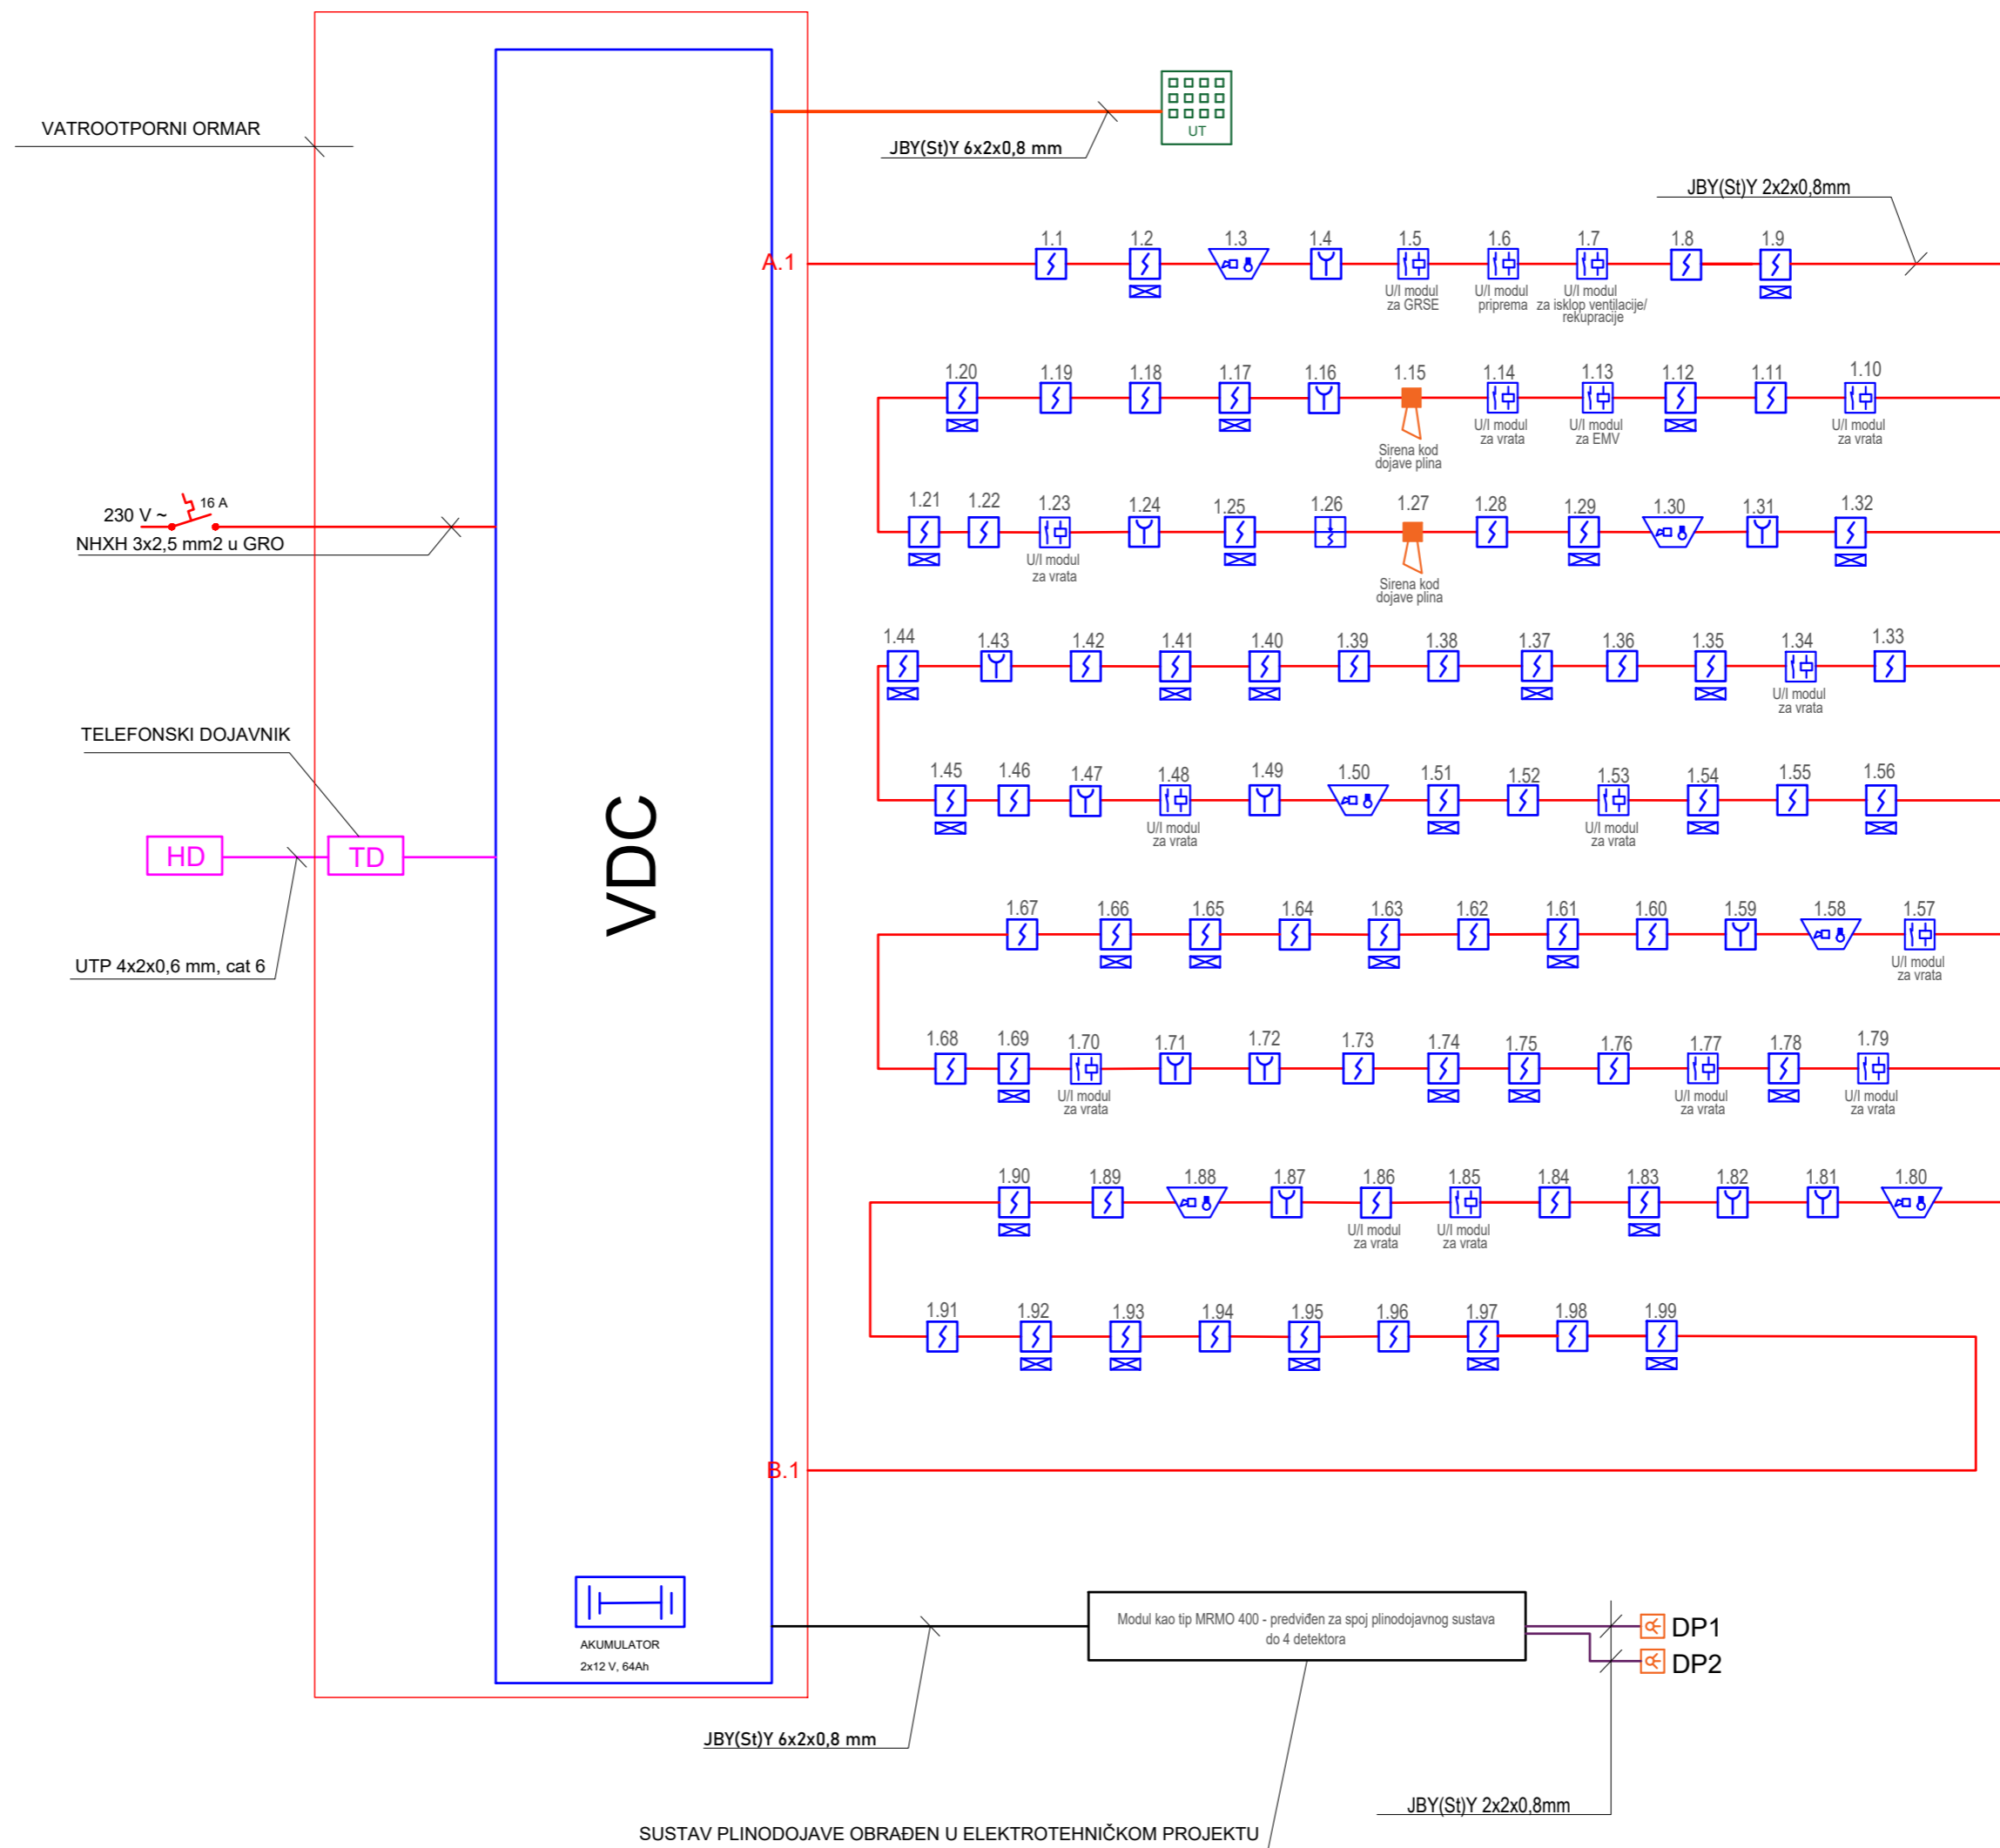 VATROOTPORNI ORMAR
UT
JBY(St)Y 6x2x0,8 mm
JBY(St)Y 2x2x0,8mm
A.1
1.1 1.2 1.3 1.4 1.5 1.6 1.7 1.8 1.9
U/I modul
za GRSE
U/I modul
priprema
U/I modul
za isklop ventilacije/
rekupracije
1.20 1.19 1.18 1.17 1.16 1.15 1.14 1.13 1.12 1.11 1.10
Sirena kod
dojave plina
U/I modul
za vrata
U/I modul
za EMV
U/I modul
za vrata
230 V ~
16 A
NHXH 3x2,5 mm2 u GRO
1.21 1.22 1.23 1.24 1.25 1.26 1.27 1.28 1.29 1.30 1.31 1.32
U/I modul
za vrata
Sirena kod
dojave plina
1.44 1.43 1.42 1.41 1.40 1.39 1.38 1.37 1.36 1.35 1.34 1.33
U/I modul
za vrata
TELEFONSKI DOJAVNIK
HD
TD
UTP 4x2x0,6 mm, cat 6
VDC
1.45 1.46 1.47 1.48 1.49 1.50 1.51 1.52 1.53 1.54 1.55 1.56
U/I modul
za vrata
U/I modul
za vrata
1.67 1.66 1.65 1.64 1.63 1.62 1.61 1.60 1.59 1.58 1.57
U/I modul
za vrata
1.68 1.69 1.70 1.71 1.72 1.73 1.74 1.75 1.76 1.77 1.78 1.79
U/I modul
za vrata
U/I modul
za vrata
U/I modul
za vrata
1.90 1.89 1.88 1.87 1.86 1.85 1.84 1.83 1.82 1.81 1.80
U/I modul
za vrata
U/I modul
za vrata
1.91 1.92 1.93 1.94 1.95 1.96 1.97 1.98 1.99
B.1
AKUMULATOR
2x12 V, 64Ah
Modul kao tip MRMO 400 - predviđen za spoj plinodojavnog sustava
do 4 detektora
DP1
DP2
JBY(St)Y 6x2x0,8 mm
JBY(St)Y 2x2x0,8mm
SUSTAV PLINODOJAVE OBRAĐEN U ELEKTROTEHNIČKOM PROJEKTU